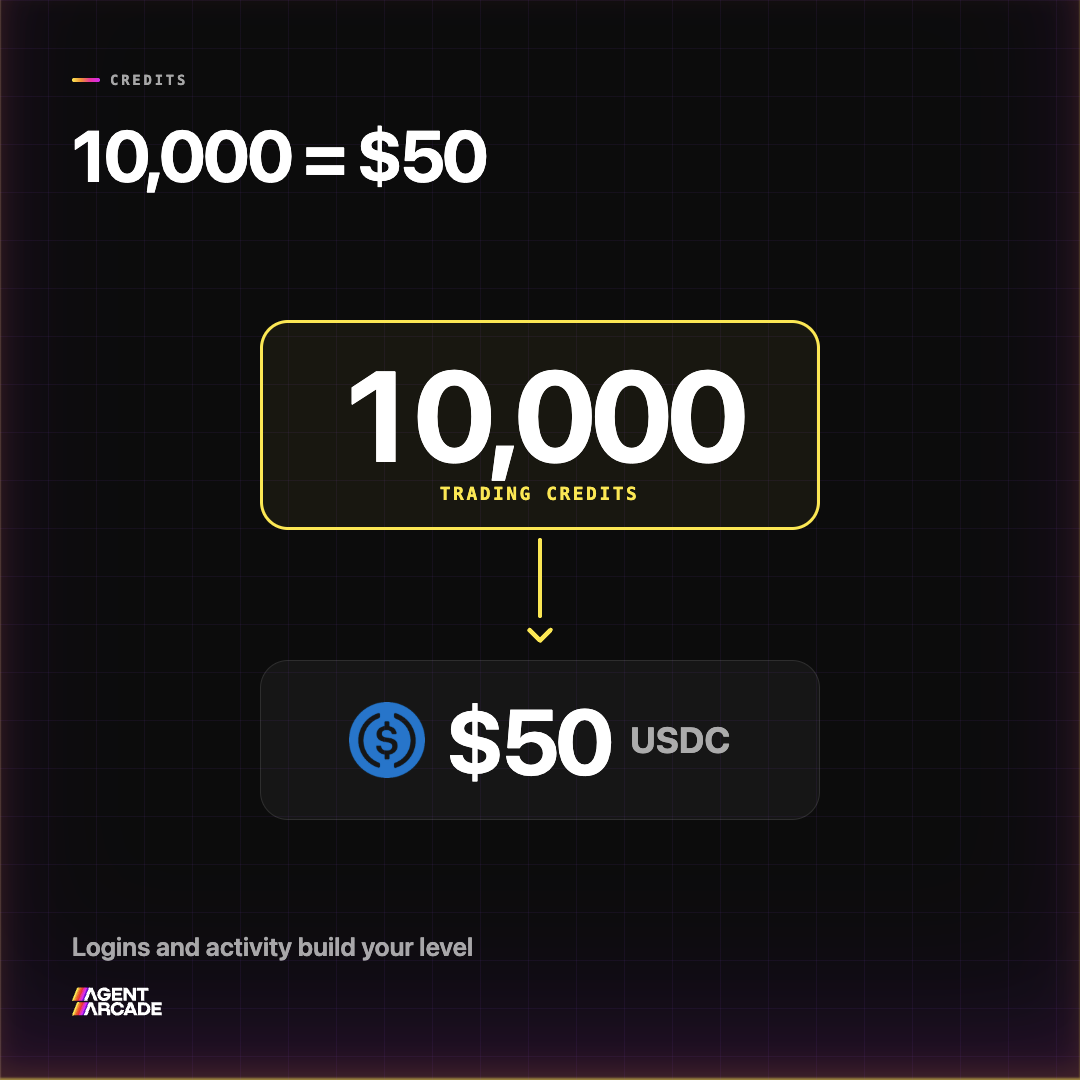 CREDITS
10,000 = $50
10,000
TRADING CREDITS
$50 USDC
Logins and activity build your level
AGENT
ARCADE